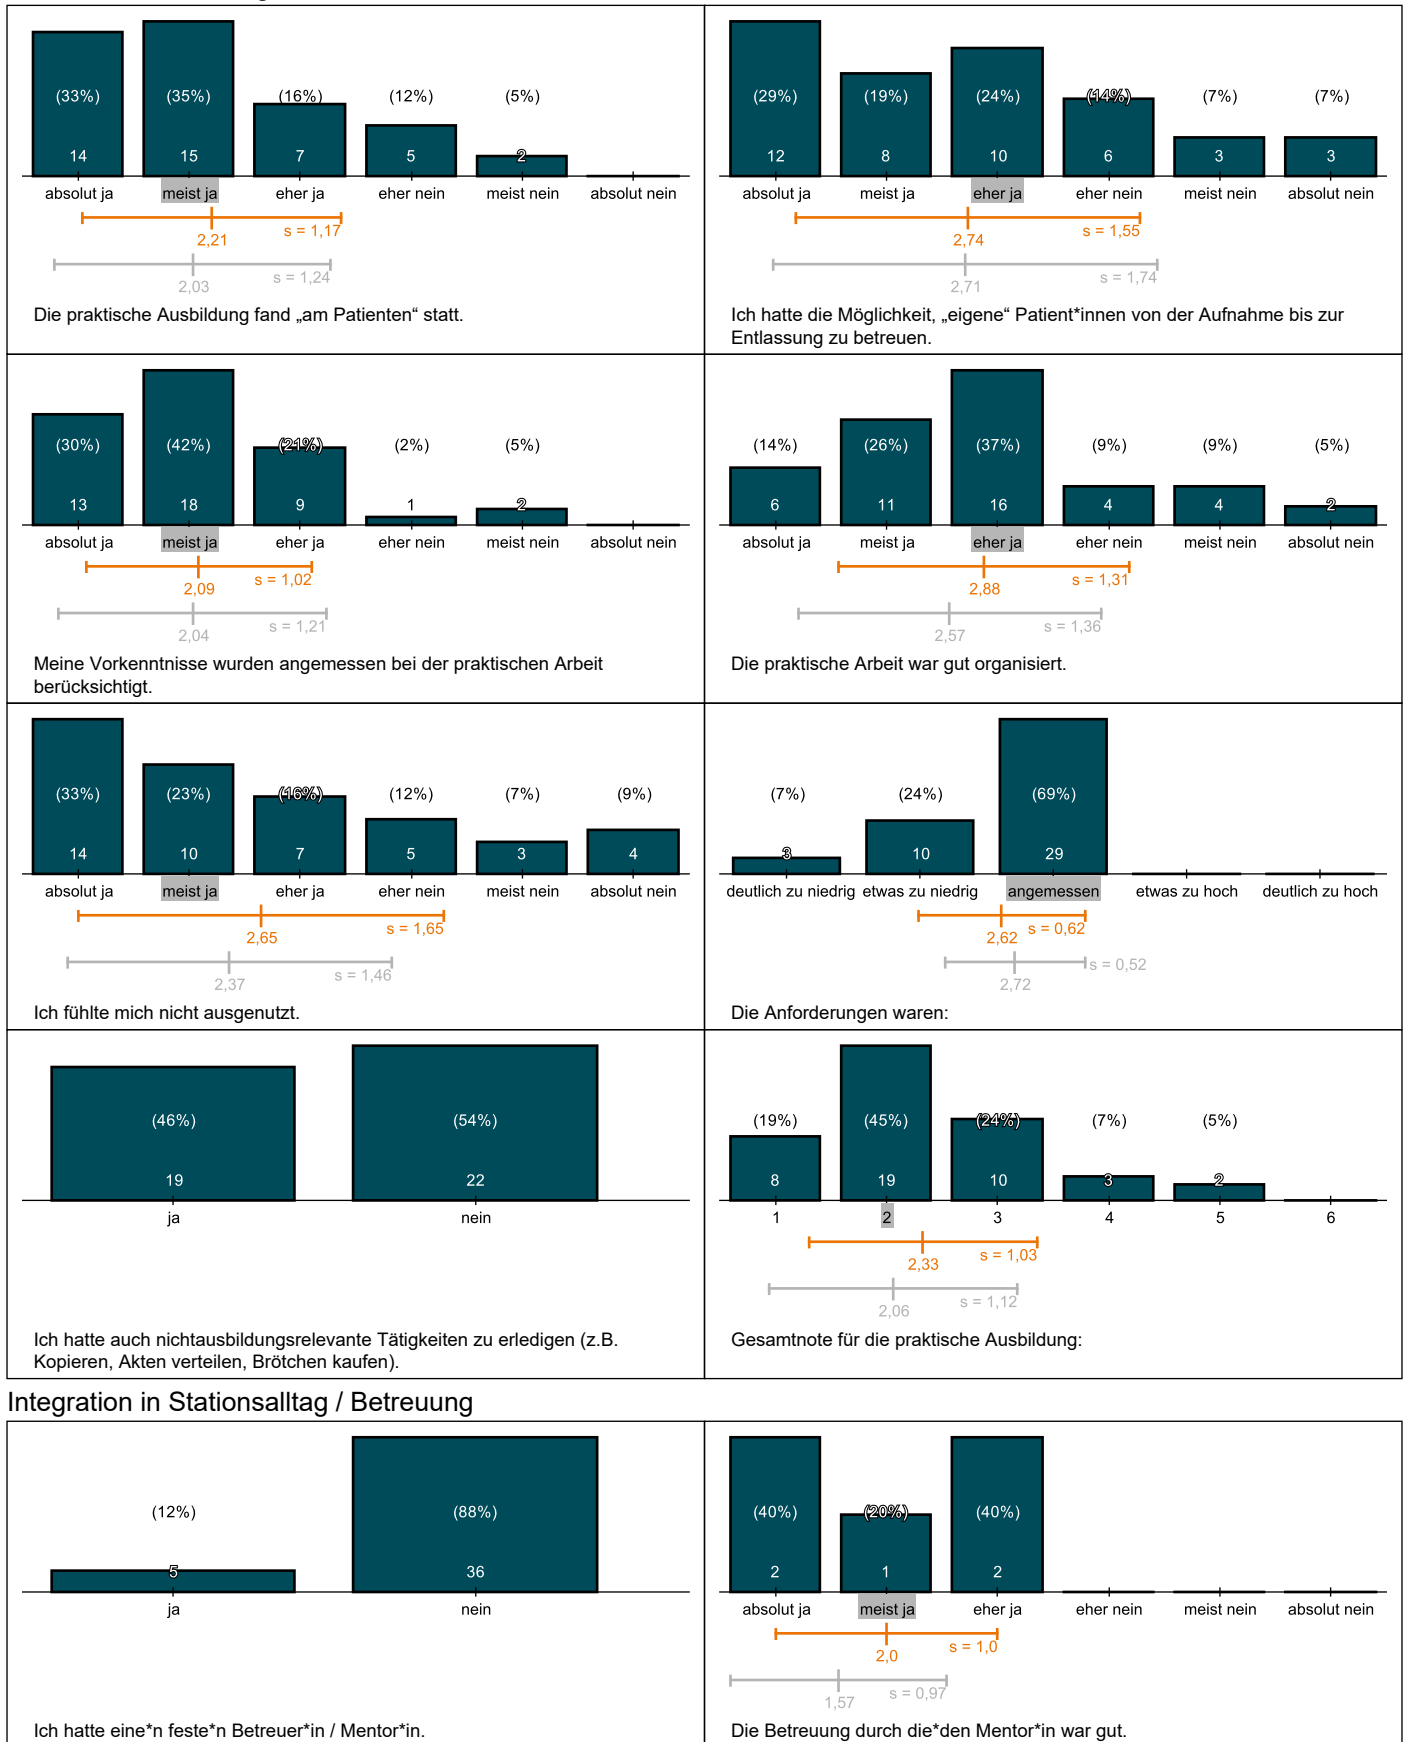 (33%) (35%) (16%) (12%) (5%)
14 15 7 5 2
absolut ja meist ja eher ja eher nein meist nein absolut nein
2,21 s = 1,17
2,03 s = 1,24
Die praktische Ausbildung fand „am Patienten“ statt.
(29%) (19%) (24%) (14%) (7%) (7%)
12 8 10 6 3 3
absolut ja meist ja eher ja eher nein meist nein absolut nein
2,74 s = 1,55
2,71 s = 1,74
Ich hatte die Möglichkeit, „eigene“ Patient*innen von der Aufnahme bis zur
Entlassung zu betreuen.
(30%) (42%) (21%) (2%) (5%)
13 18 9 1 2
absolut ja meist ja eher ja eher nein meist nein absolut nein
2,09 s = 1,02
2,04 s = 1,21
Meine Vorkenntnisse wurden angemessen bei der praktischen Arbeit
berücksichtigt.
(14%) (26%) (37%) (9%) (9%) (5%)
6 11 16 4 4 2
absolut ja meist ja eher ja eher nein meist nein absolut nein
2,88 s = 1,31
2,57 s = 1,36
Die praktische Arbeit war gut organisiert.
(33%) (23%) (16%) (12%) (7%) (9%)
14 10 7 5 3 4
absolut ja meist ja eher ja eher nein meist nein absolut nein
2,65 s = 1,65
2,37 s = 1,46
Ich fühlte mich nicht ausgenutzt.
(7%) (24%) (69%)
3 10 29
deutlich zu niedrig etwas zu niedrig angemessen etwas zu hoch deutlich zu hoch
2,62 s = 0,62
2,72 s = 0,52
Die Anforderungen waren:
(46%) (54%)
19 22
ja nein
Ich hatte auch nichtausbildungsrelevante Tätigkeiten zu erledigen (z.B.
Kopieren, Akten verteilen, Brötchen kaufen).
(19%) (45%) (24%) (7%) (5%)
8 19 10 3 2
1 2 3 4 5 6
2,33 s = 1,03
2,06 s = 1,12
Gesamtnote für die praktische Ausbildung:
Integration in Stationsalltag / Betreuung
(12%) (88%)
5 36
ja nein
Ich hatte eine*n feste*n Betreuer*in / Mentor*in.
(40%) (20%) (40%)
2 1 2
absolut ja meist ja eher ja eher nein meist nein absolut nein
2,0 s = 1,0
1,57 s = 0,97
Die Betreuung durch die*den Mentor*in war gut.